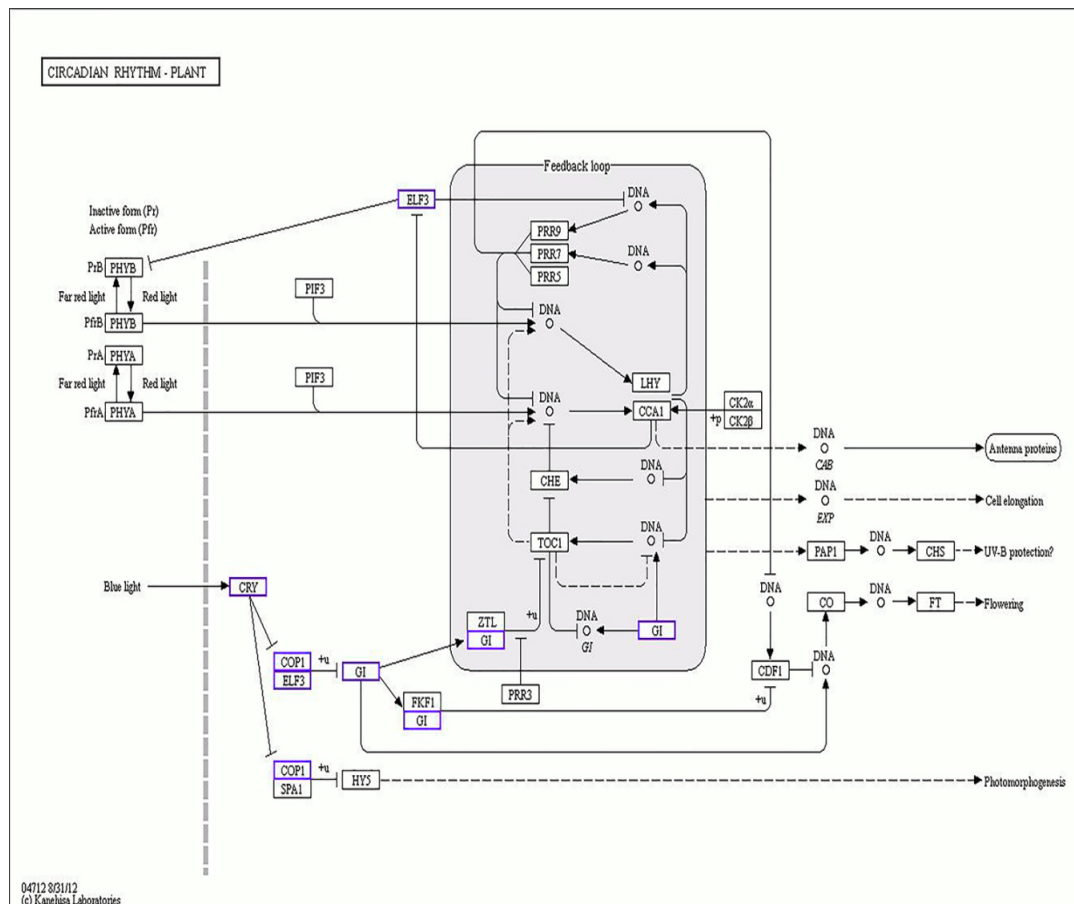 CIRCADIAN RHYTHM - PLANT
Feedback loop
DNA
ELF3
Inactive form (Pr)
Active form (Pfr)
PRR9
PRR7
DNA
PRR5
PrB PHYB
Far red light
Red light
PIF3
DNA
PfrB PHYB
PrA PHYA
Far red light
Red light
PIF3
LHY
DNA
CK2α
PfrA PHYA
CCA1
+p
CK2β
DNA
CAB
Antenna proteins
CHE
DNA
DNA
EXP
Cell elongation
TOC1
DNA
DNA
PAP1
CHS
UV-B protection?
Blue light
CRY
DNA
DNA
CO
FT
Flowering
ZTL
+u
DNA
GI
GI
GI
DNA
COP1
+u
ELF3
GI
CDF1
PRR3
FKF1
GI
+u
COP1
+u
SPA1
HY5
Photomorphogenesis
04712 8/31/12
(c) Kanehisa Laboratories